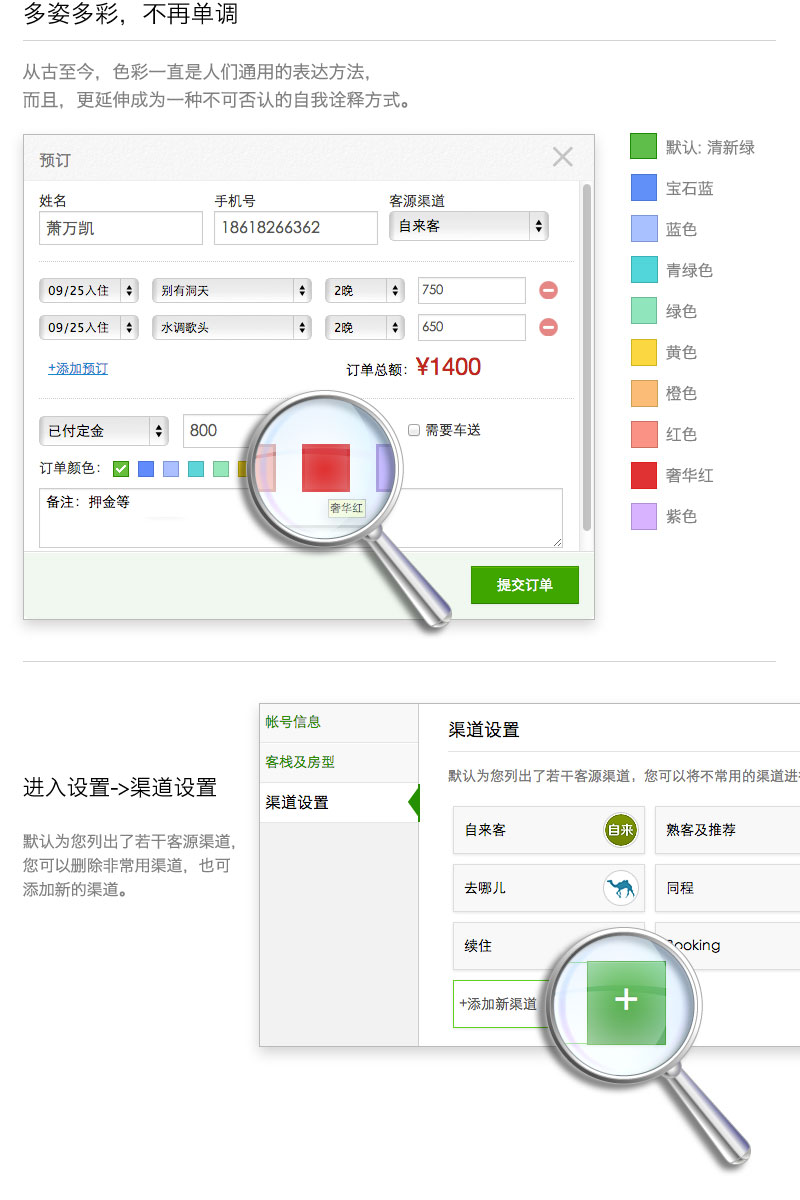 多姿多彩，不再单调
从古至今，色彩一直是人们通用的表达方法，
而且，更延伸成为一种不可否认的自我诠释方式。
预订
姓名 手机号 客源渠道
萧万凯 18618266362 自来客
09/25入住 别有洞天 2晚 750
09/25入住 水调歌头 2晚 650
+添加预订 订单总额：¥1400
已付定金 800 需要车送
订单颜色：
奢华红
备注：押金等
提交订单
默认: 清新绿
宝石蓝
蓝色
青绿色
绿色
黄色
橙色
红色
奢华红
紫色
进入设置->渠道设置
默认为您列出了若干客源渠道，
您可以删除非常用渠道，也可
添加新的渠道。
帐号信息
客栈及房型
渠道设置
渠道设置
默认为您列出了若干客源渠道，您可以将不常用的渠道进
自来客 自来 熟客及推荐
去哪儿 同程
续住 Booking
+添加新渠道 +